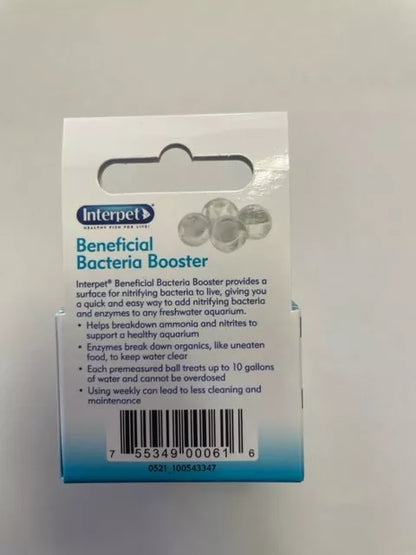 Interpet
HEALTHY FISH FOR LIFE!
Beneficial
Bacteria Booster
Interpet® Beneficial Bacteria Booster provides a
surface for nitrifying bacteria to live, giving you
a quick and easy way to add nitrifying bacteria
and enzymes to any freshwater aquarium.
• Helps breakdown ammonia and nitrites to
support a healthy aquarium
• Enzymes break down organics, like uneaten
food, to keep water clear
• Each premeasured ball treats up to 10 gallons
of water and cannot be overdosed
• Using weekly can lead to less cleaning and
maintenance
7 55349 00061 6
0521_100543347